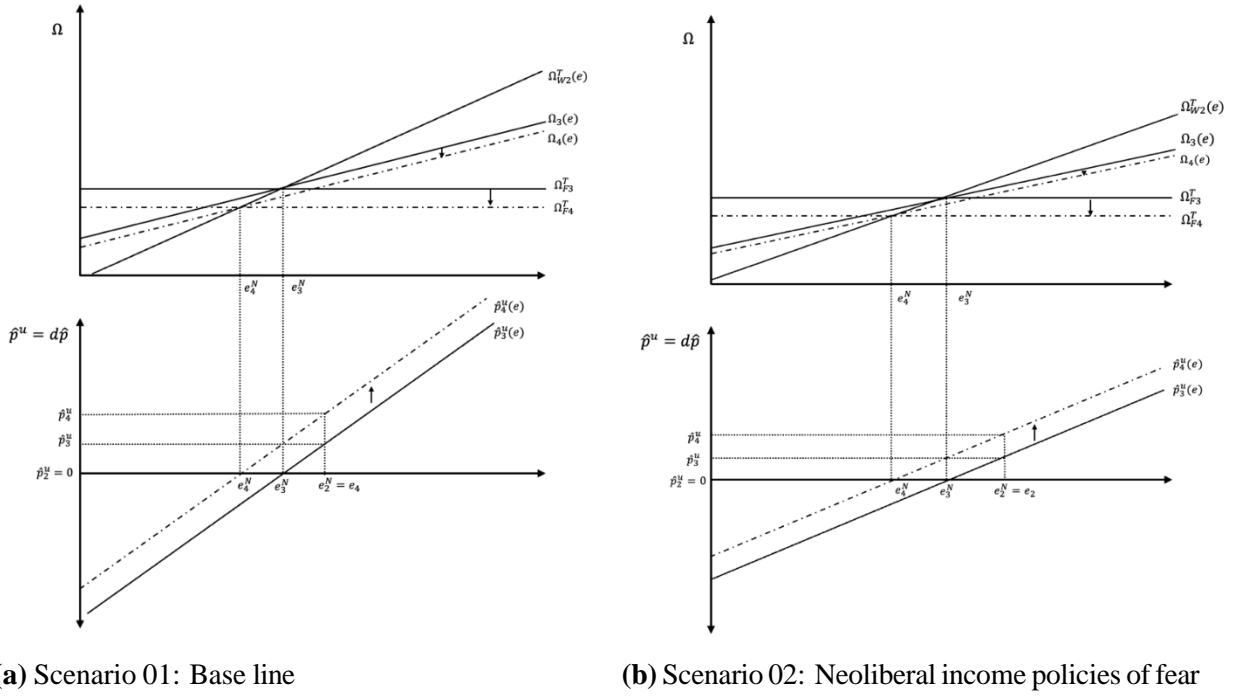 Ω
Ω^T_{W2}(e)
Ω_3(e)
Ω_4(e)
Ω^T_{F3}
Ω^T_{F4}
e^N_4
e^N_3
p̂^u = dp̂
p̂^u_4(e)
p̂^u_3(e)
p̂^u_4
p̂^u_3
p̂^u_2 = 0
e^N_4
e^N_3
e^N_2 = e_4
(a) Scenario 01: Base line
Ω
Ω^T_{W2}(e)
Ω_3(e)
Ω_4(e)
Ω^T_{F3}
Ω^T_{F4}
e^N_4
e^N_3
p̂^u = dp̂
p̂^u_4(e)
p̂^u_3(e)
p̂^u_4
p̂^u_3
p̂^u_2 = 0
e^N_4
e^N_3
e^N_2 = e_2
(b) Scenario 02: Neoliberal income policies of fear